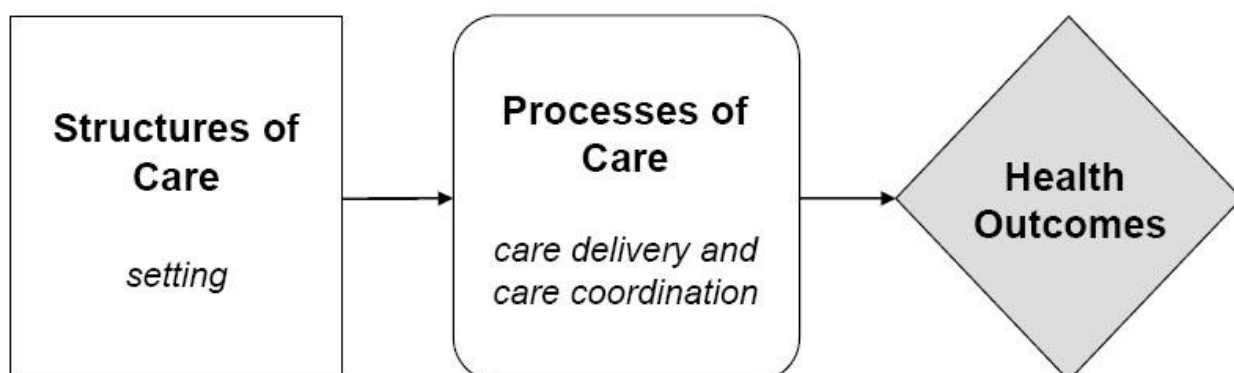 Structures of
Care
setting
Processes of
Care
care delivery and
care coordination
Health
Outcomes